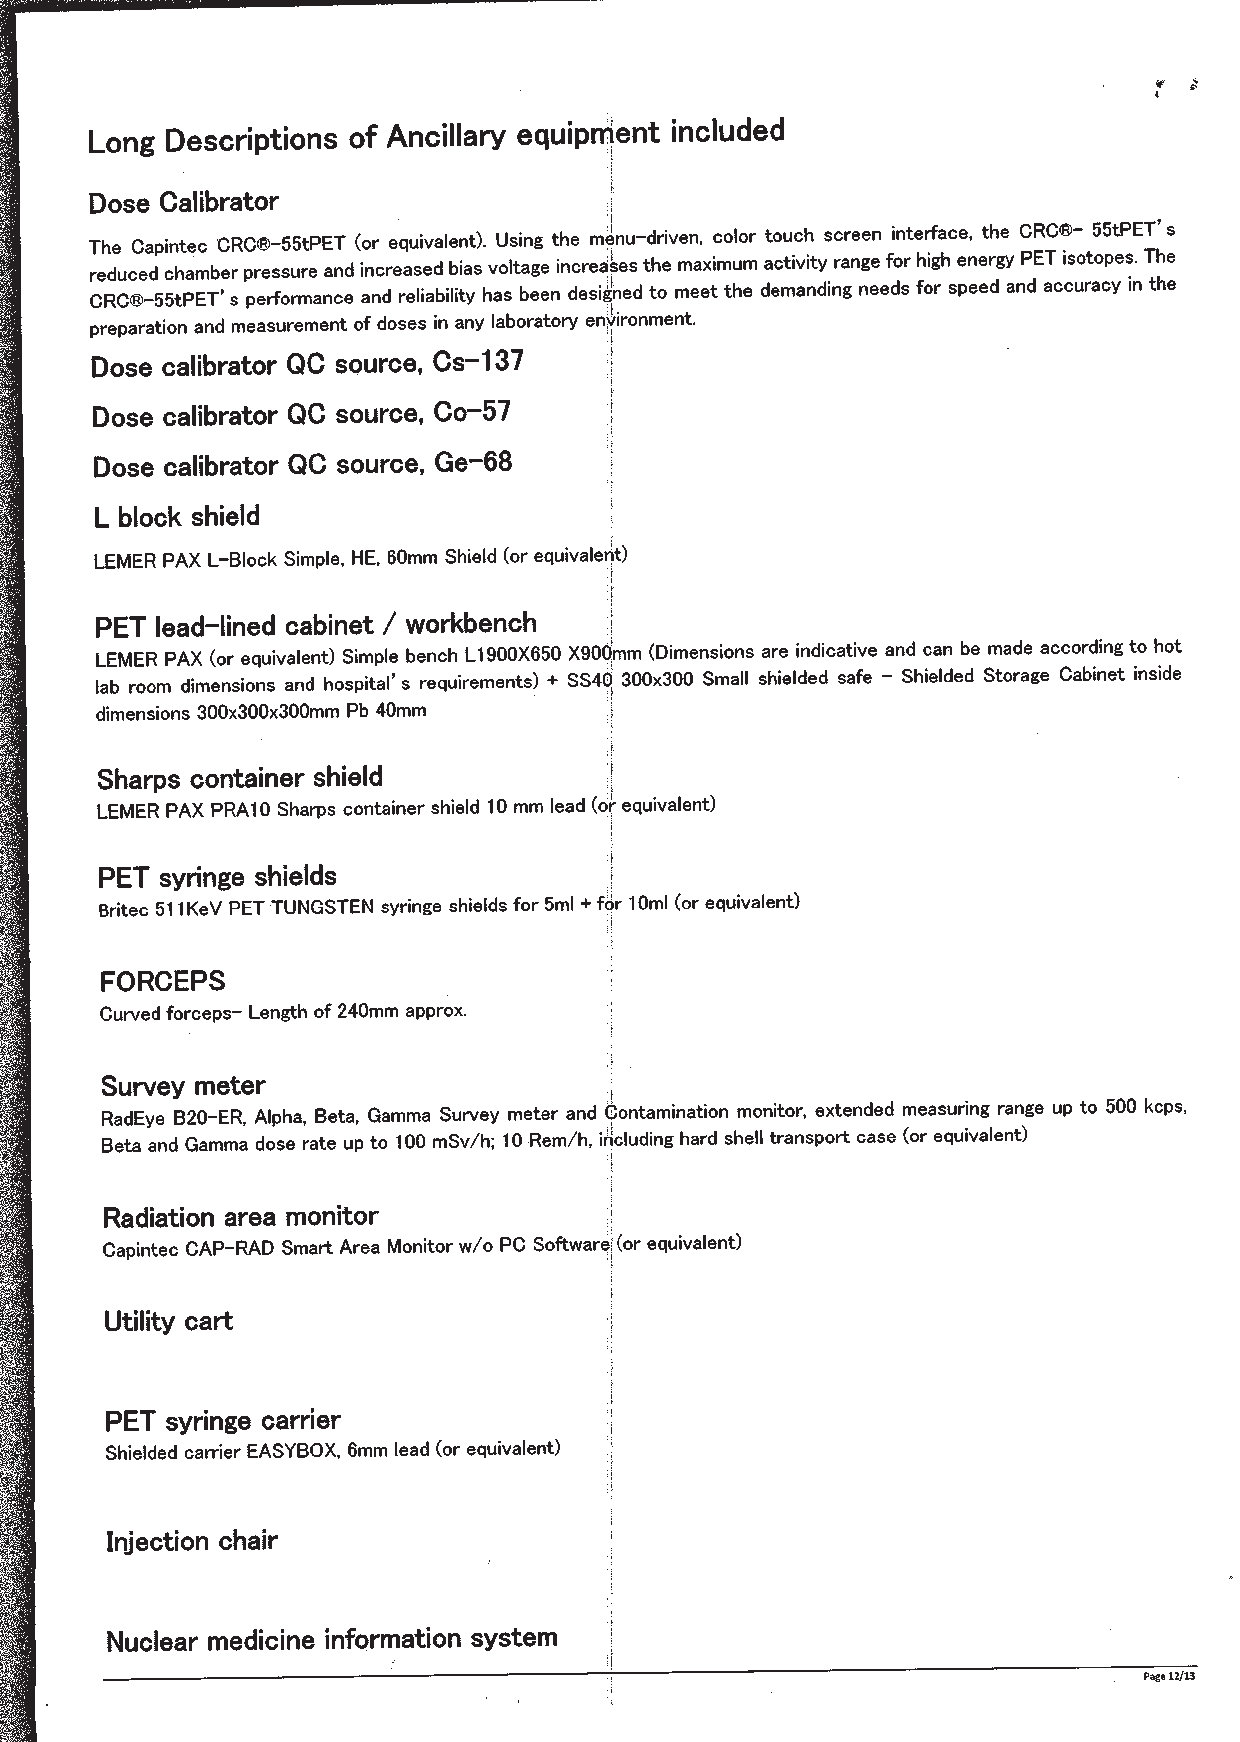 Long Descriptions of Ancillary equipment included
Dose Calibrator
The Capintec CRC®-55tPET (or equivalent). Using the menu-driven, color touch screen interface, the CRC®- 55tPET's
reduced chamber pressure and increased bias voltage increases the maximum activity range for high energy PET isotopes. The
CRC®-55tPET's performance and reliability has been designed to meet the demanding needs for speed and accuracy in the
preparation and measurement of doses in any laboratory environment.
Dose calibrator QC source, Cs-137
Dose calibrator QC source, Co-57
Dose calibrator QC source, Ge-68
L block shield
LEMER PAX L-Block Simple, HE, 60mm Shield (or equivalent)
PET lead-lined cabinet / workbench
LEMER PAX (or equivalent) Simple bench L1900X650 X900mm (Dimensions are indicative and can be made according to hot
lab room dimensions and hospital's requirements) + SS40 300x300 Small shielded safe - Shielded Storage Cabinet inside
dimensions 300x300x300mm Pb 40mm
Sharps container shield
LEMER PAX PRA10 Sharps container shield 10 mm lead (or equivalent)
PET syringe shields
Britec 511KeV PET TUNGSTEN syringe shields for 5ml + for 10ml (or equivalent)
FORCEPS
Curved forceps- Length of 240mm approx.
Survey meter
RadEye B20-ER, Alpha, Beta, Gamma Survey meter and Contamination monitor, extended measuring range up to 500 kcps,
Beta and Gamma dose rate up to 100 mSv/h; 10 Rem/h, including hard shell transport case (or equivalent)
Radiation area monitor
Capintec CAP-RAD Smart Area Monitor w/o PC Software (or equivalent)
Utility cart
PET syringe carrier
Shielded carrier EASYBOX, 6mm lead (or equivalent)
Injection chair
Nuclear medicine information system
Page 12/13